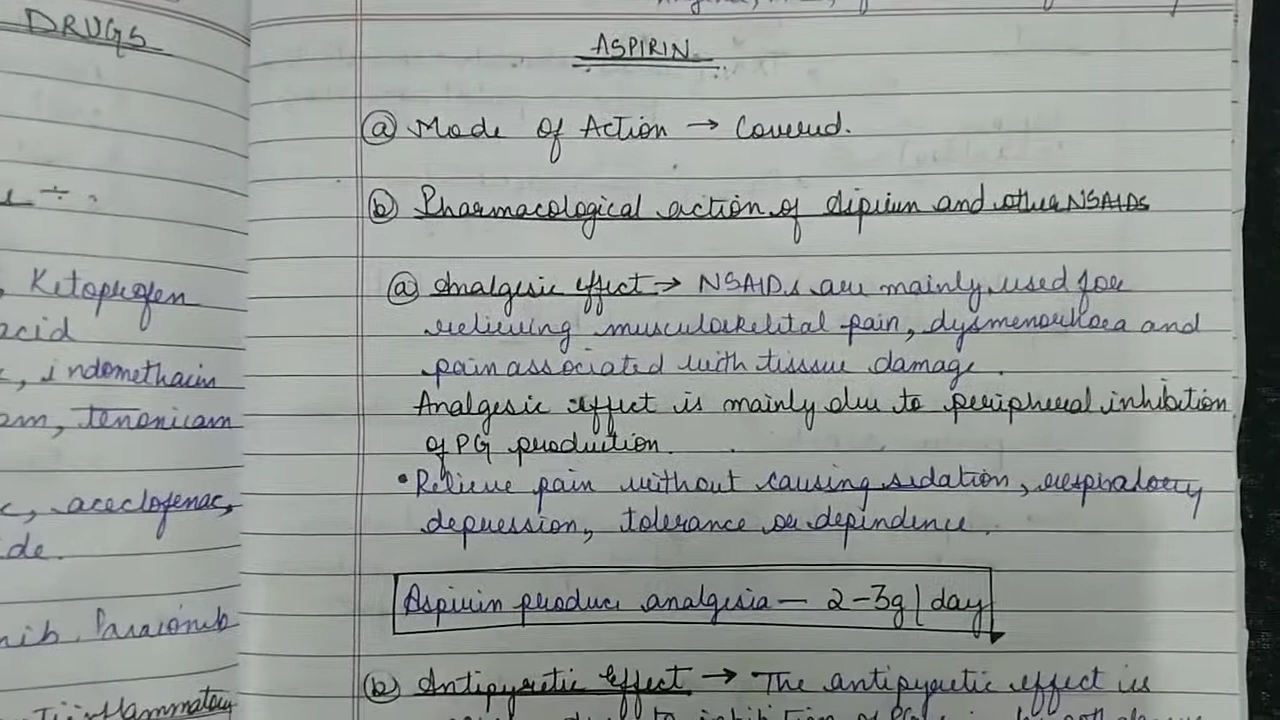 DRUGS
Ketoprofen
acid
, indomethacin
am, tenoxicam
c, aceclofenac,
de.
Paracoxib
inflammatory
ASPIRIN
(a) Mode Of Action → Covered.
(b) Pharmacological action of Aspirin and other NSAIDS
(a) Analgesic effect → NSAIDs are mainly used for
relieving musculoskeletal pain, dysmenorrhoea and
pain associated with tissue damage.
Analgesic effect is mainly due to peripheral inhibition
of PG production.
• Relieve pain without causing sedation, respiratory
depression, tolerance or dependence.
Aspirin produce analgesia — 2-3g/day
(b) Antipyretic Effect → The antipyretic effect is